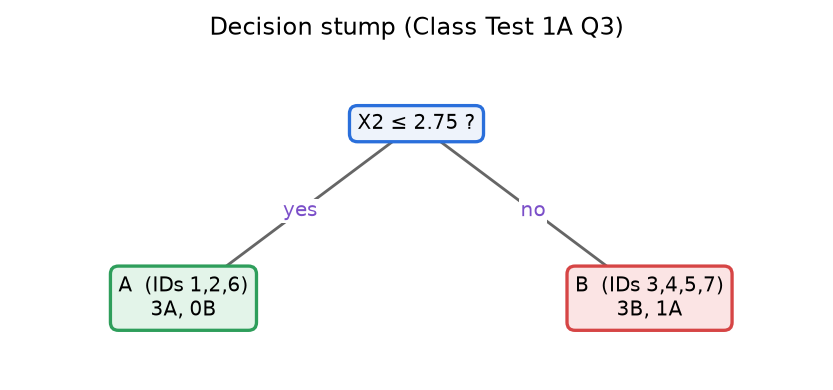 Decision stump (Class Test 1A Q3)
X2 ≤ 2.75 ?
yes
no
A  (IDs 1,2,6)
3A, 0B
B  (IDs 3,4,5,7)
3B, 1A